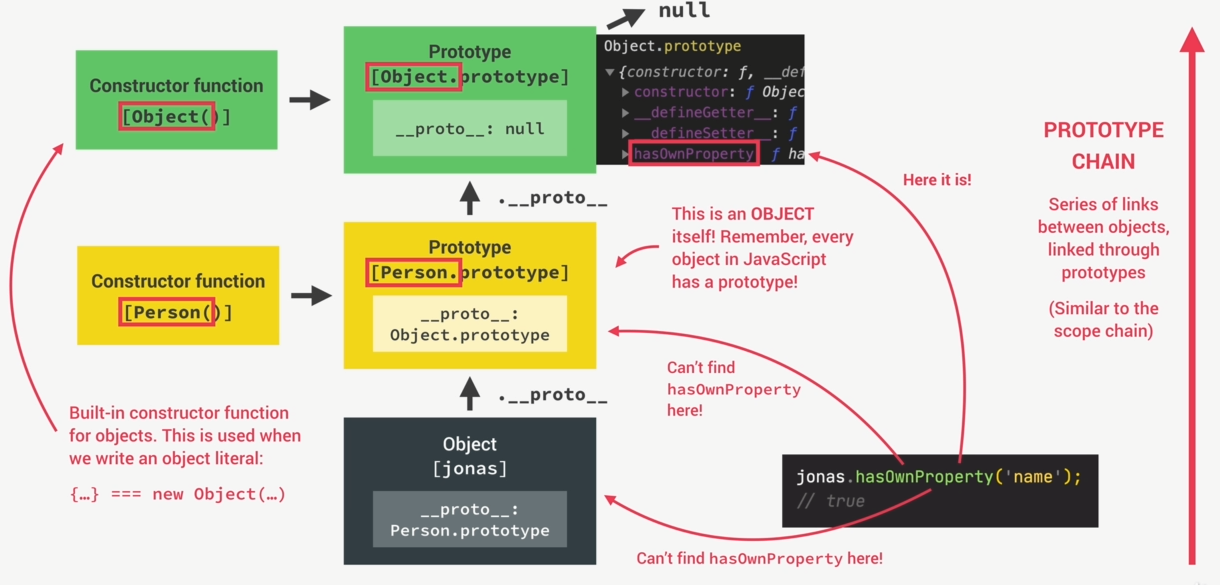 null
Constructor function
[Object()]
Prototype
[Object.prototype]
__proto__: null
Object.prototype
▼{constructor: ƒ, __def
▶constructor: ƒ Objec
▶__defineGetter__: ƒ
▶__defineSetter__: ƒ
▶hasOwnProperty ƒ ha
Here it is!
PROTOTYPE
CHAIN
Series of links
between objects,
linked through
prototypes
(Similar to the
scope chain)
.__proto__
This is an OBJECT
itself! Remember, every
object in JavaScript
has a prototype!
Constructor function
[Person()]
Prototype
[Person.prototype]
__proto__:
Object.prototype
Can't find
hasOwnProperty
here!
.__proto__
Built-in constructor function
for objects. This is used when
we write an object literal:
{…} === new Object(…)
Object
[jonas]
__proto__:
Person.prototype
jonas.hasOwnProperty('name');
// true
Can't find hasOwnProperty here!